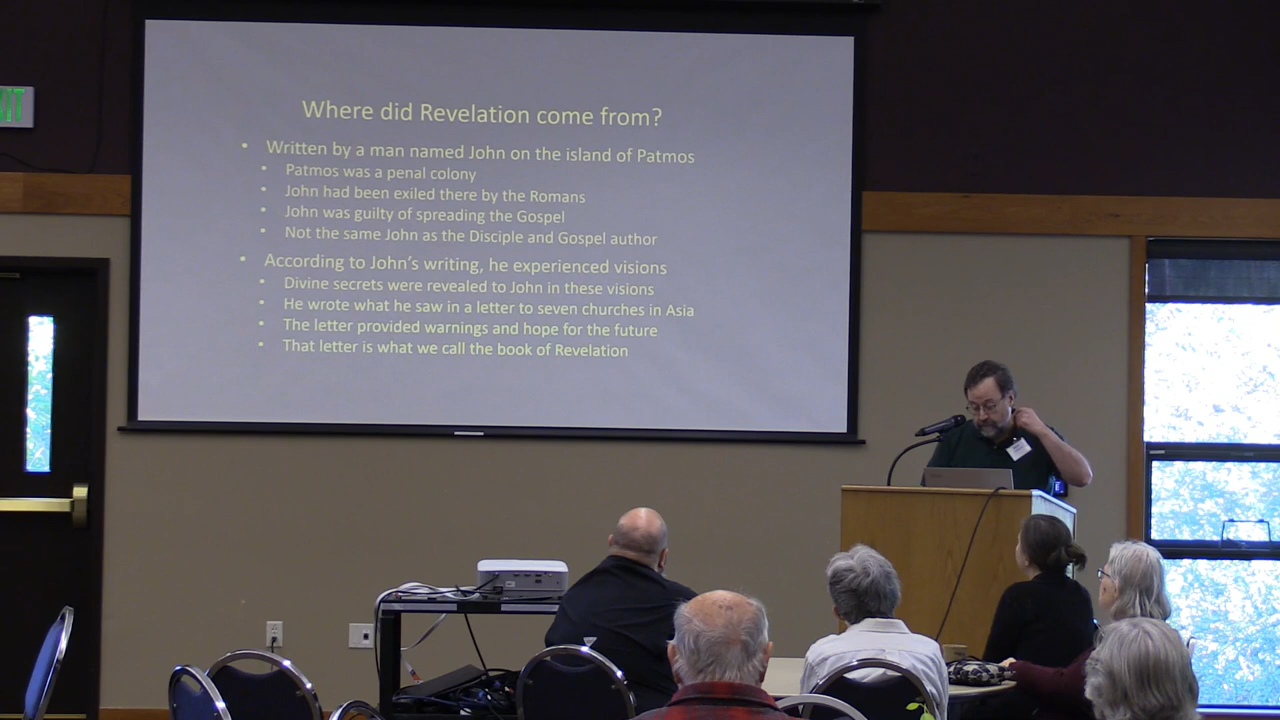 Where did Revelation come from?
• Written by a man named John on the island of Patmos
• Patmos was a penal colony
• John had been exiled there by the Romans
• John was guilty of spreading the Gospel
• Not the same John as the Disciple and Gospel author
• According to John's writing, he experienced visions
• Divine secrets were revealed to John in these visions
• He wrote what he saw in a letter to seven churches in Asia
• The letter provided warnings and hope for the future
• That letter is what we call the book of Revelation